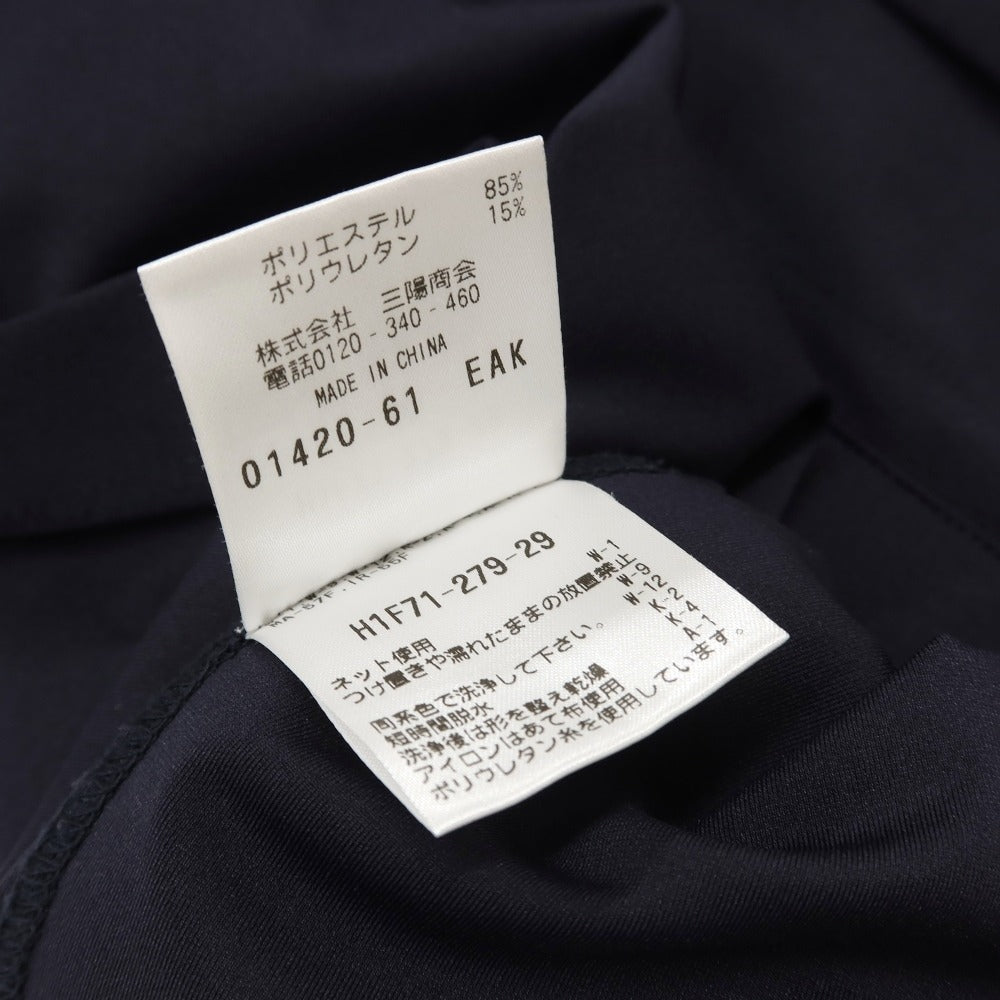 ポリエステル 85%
ポリウレタン 15%
株式会社 三陽商会
電話0120-340-460
MADE IN CHINA
01420-61 EAK
H1F71-279-29
ネット使用 W-1
つけ置きや濡れたままの放置禁止 W-9
同系色で洗浄して下さい。 W-12
短時間脱水 K-2
洗浄後は形を整え乾燥 K-4
アイロンはあて布使用 A-1
ポリウレタン糸を使用しています。